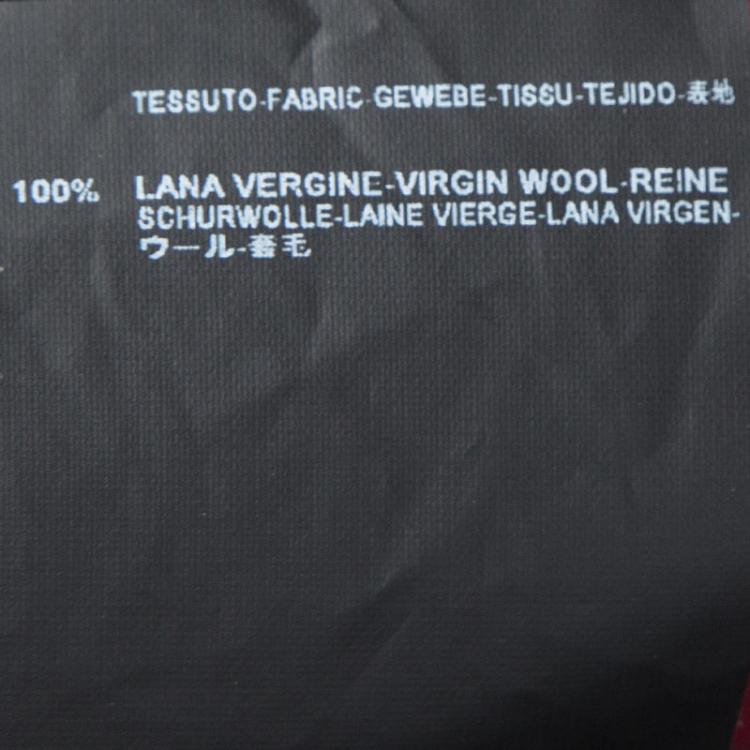 TESSUTO-FABRIC-GEWEBE-TISSU-TEJIDO-表地
100% LANA VERGINE-VIRGIN WOOL-REINE
SCHURWOLLE-LAINE VIERGE-LANA VIRGEN-
ウール-套毛